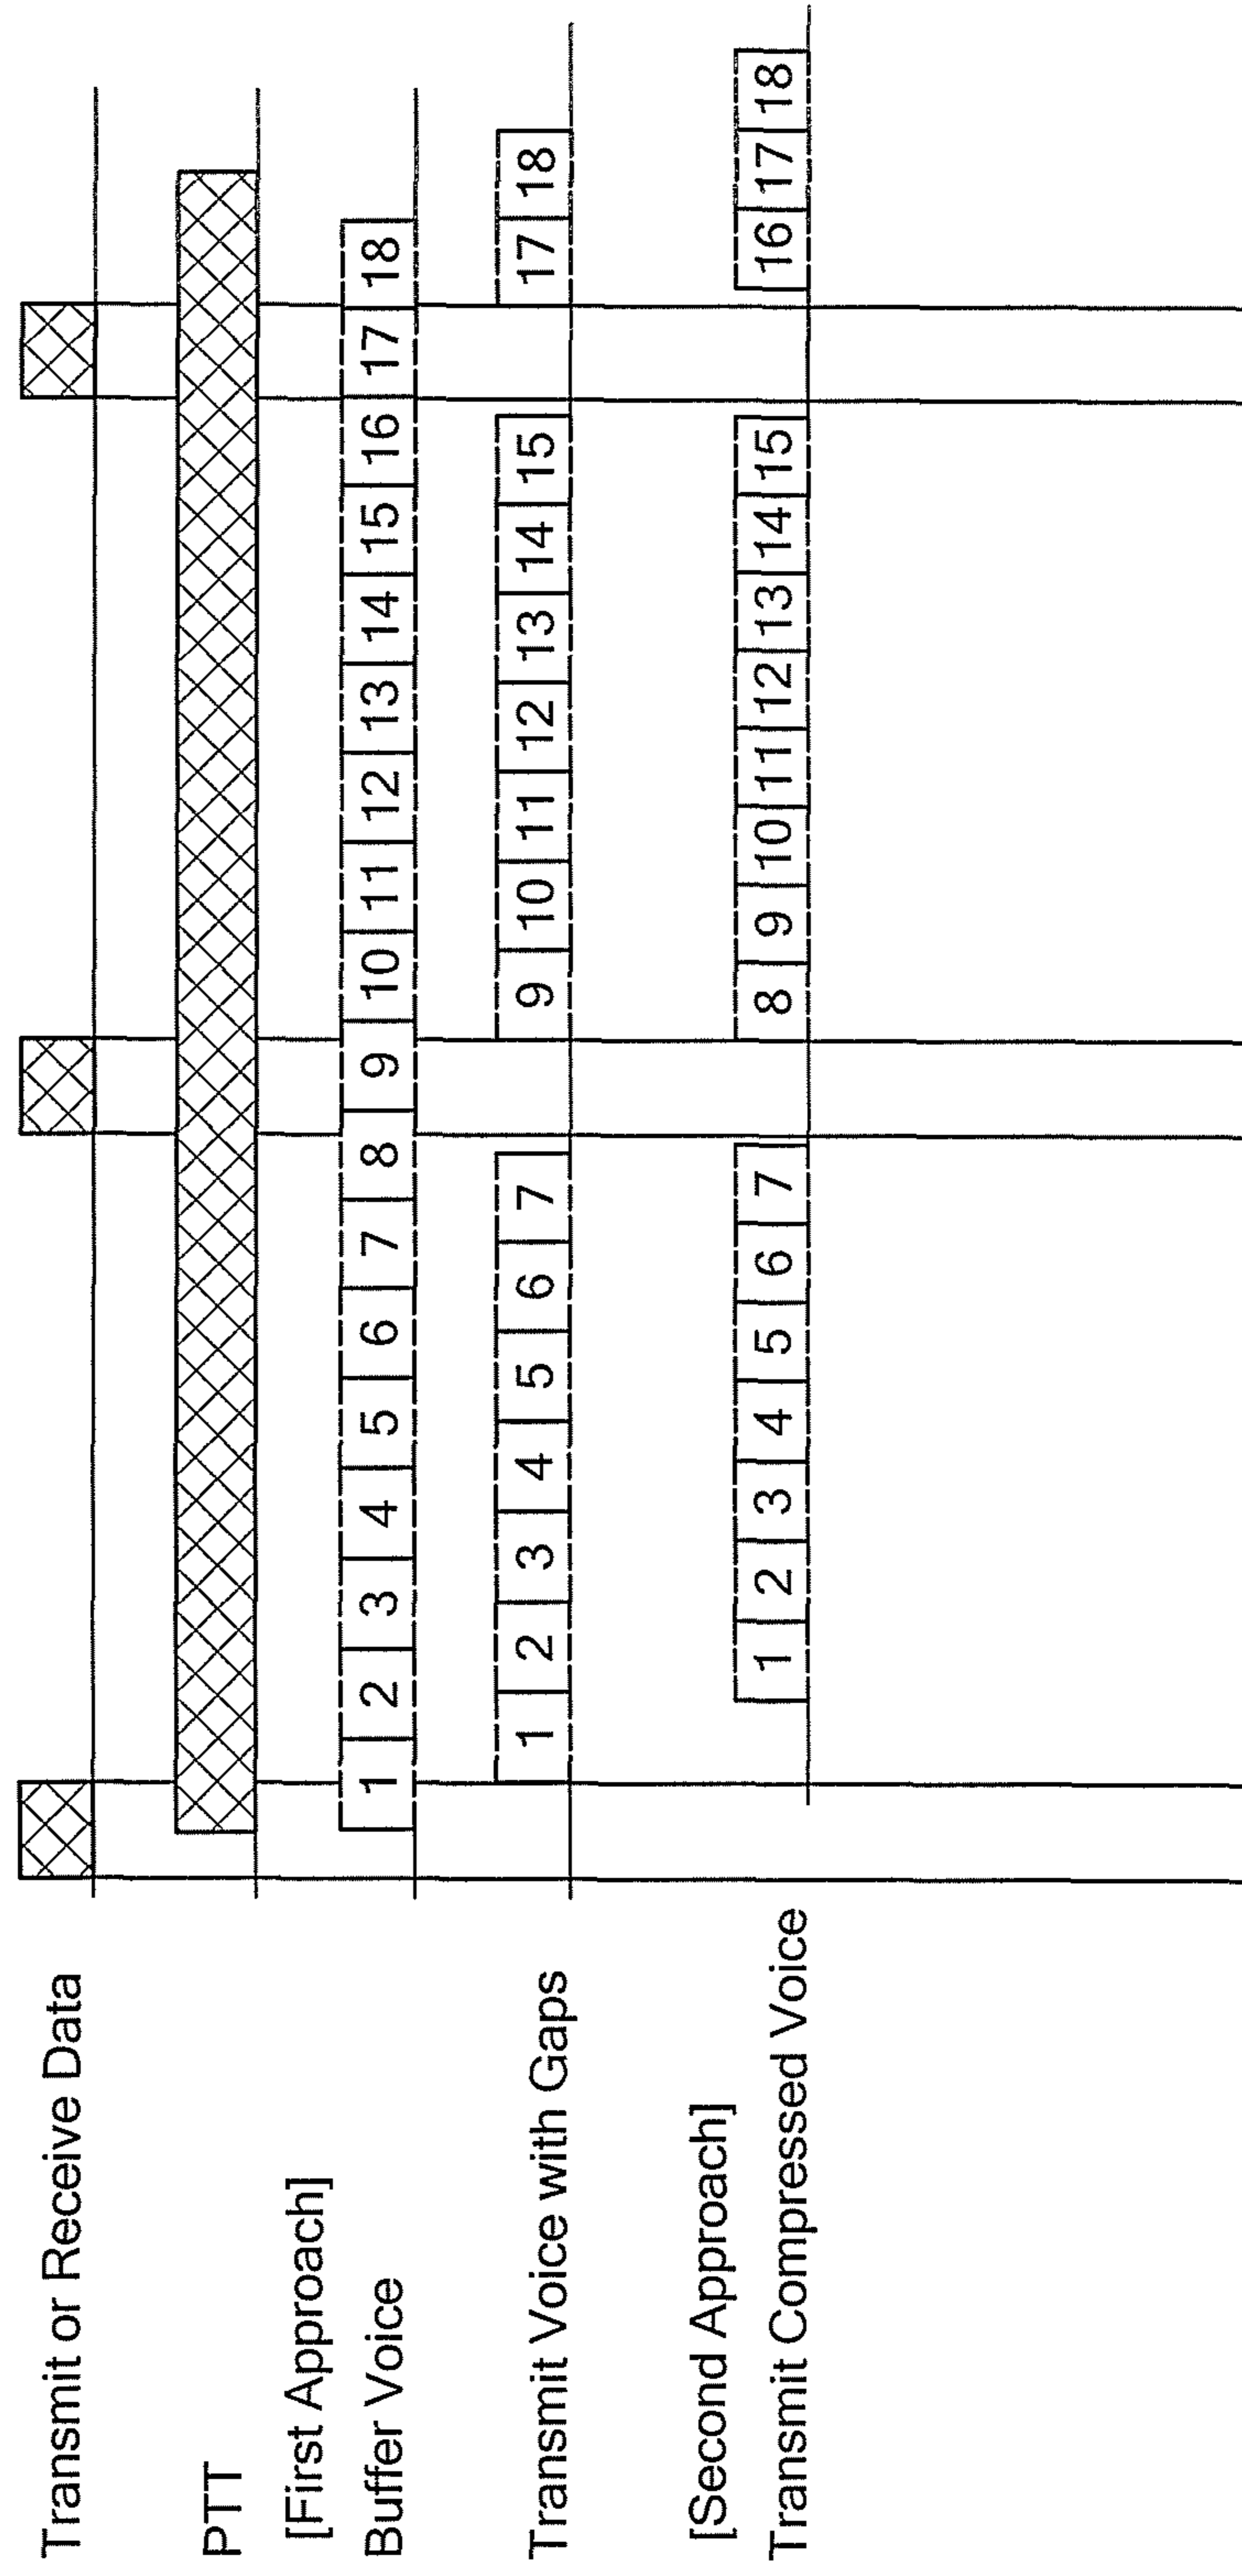 Transmit or Receive Data
PTT
[First Approach]
Buffer Voice 1 2 3 4 5 6 7 8 9 10 11 12 13 14 15 16 17 18
Transmit Voice with Gaps 1 2 3 4 5 6 7 9 10 11 12 13 14 15 17 18
[Second Approach]
Transmit Compressed Voice 1 2 3 4 5 6 7 8 9 10 11 12 13 14 15 16 17 18